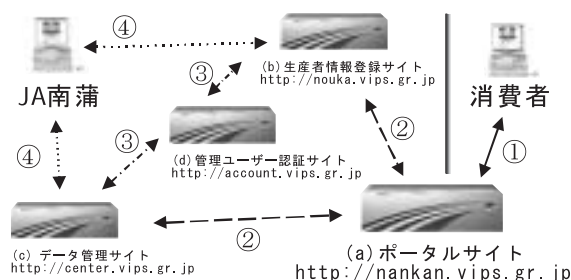 ④
(b)生産者情報登録サイト
http://nouka.vips.gr.jp
JA南蒲
③
消費者
②
①
③
④
(d)管理ユーザー認証サイト
http://account.vips.gr.jp
②
(c) データ管理サイト
http://center.vips.gr.jp
(a)ポータルサイト
http://nankan.vips.gr.jp